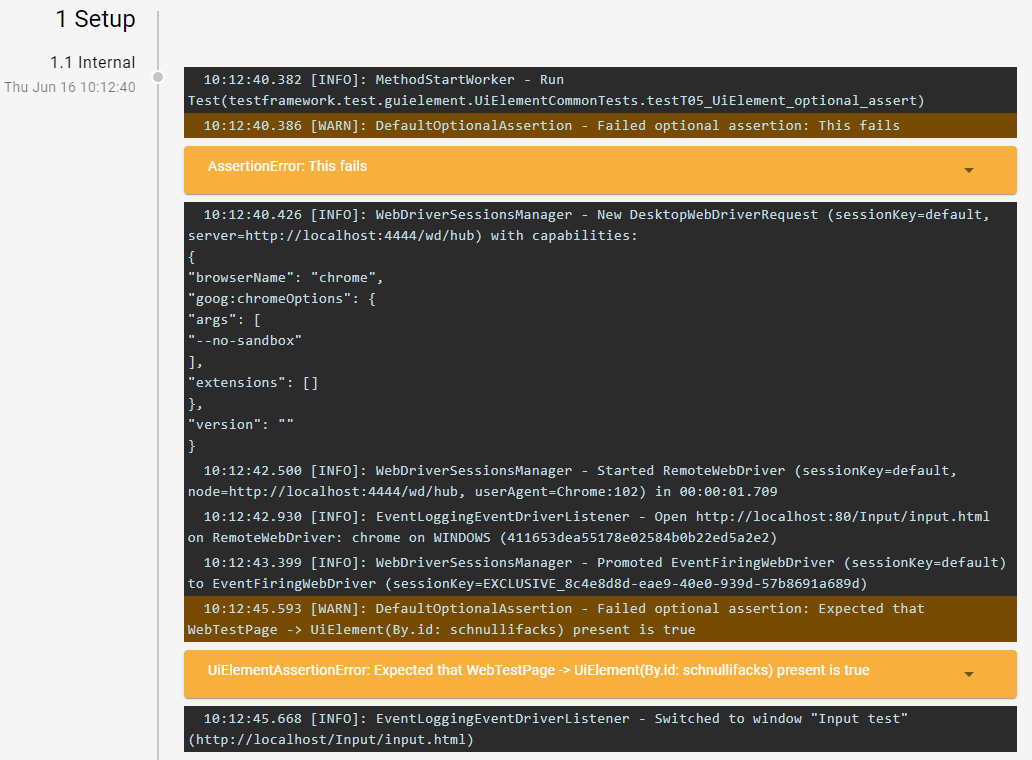 1 Setup
1.1 Internal
Thu Jun 16 10:12:40
10:12:40.382 [INFO]: MethodStartWorker - Run
Test(testframework.test.guielement.UiElementCommonTests.testT05_UiElement_optional_assert)
10:12:40.386 [WARN]: DefaultOptionalAssertion - Failed optional assertion: This fails
AssertionError: This fails
10:12:40.426 [INFO]: WebDriverSessionsManager - New DesktopWebDriverRequest (sessionKey=default,
server=http://localhost:4444/wd/hub) with capabilities:
{
"browserName": "chrome",
"goog:chromeOptions": {
"args": [
"--no-sandbox"
],
"extensions": []
},
"version": ""
}
10:12:42.500 [INFO]: WebDriverSessionsManager - Started RemoteWebDriver (sessionKey=default,
node=http://localhost:4444/wd/hub, userAgent=Chrome:102) in 00:00:01.709
10:12:42.930 [INFO]: EventLoggingEventDriverListener - Open http://localhost:80/Input/input.html
on RemoteWebDriver: chrome on WINDOWS (411653dea55178e02584b0b22ed5a2e2)
10:12:43.399 [INFO]: WebDriverSessionsManager - Promoted EventFiringWebDriver (sessionKey=default)
to EventFiringWebDriver (sessionKey=EXCLUSIVE_8c4e8d8d-eae9-40e0-939d-57b8691a689d)
10:12:45.593 [WARN]: DefaultOptionalAssertion - Failed optional assertion: Expected that
WebTestPage -> UiElement(By.id: schnullifacks) present is true
UiElementAssertionError: Expected that WebTestPage -> UiElement(By.id: schnullifacks) present is true
10:12:45.668 [INFO]: EventLoggingEventDriverListener - Switched to window "Input test"
(http://localhost/Input/input.html)